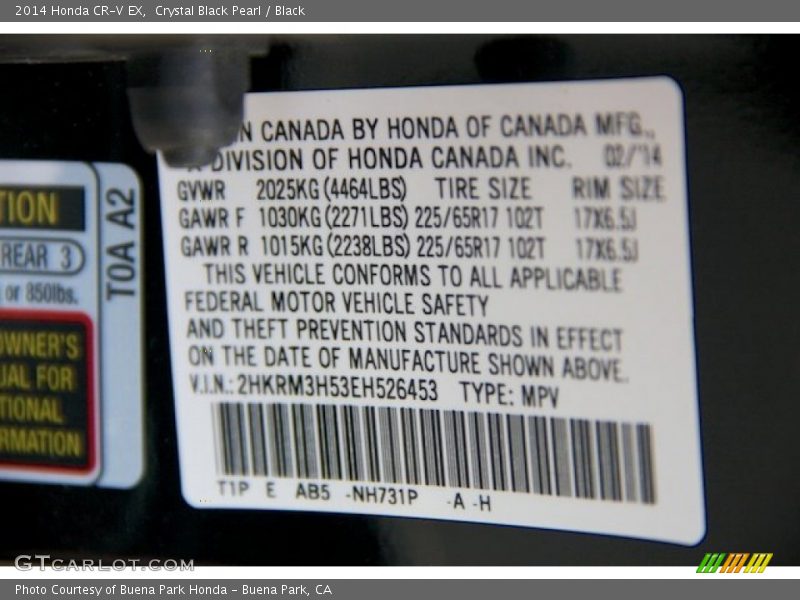 2014 Honda CR-V EX, Crystal Black Pearl / Black
IN CANADA BY HONDA OF CANADA MFG.,
A DIVISION OF HONDA CANADA INC. 02/'14
GVWR 2025KG (4464LBS) TIRE SIZE RIM SIZE
GAWR F 1030KG (2271LBS) 225/65R17 102T 17X6.5J
GAWR R 1015KG (2238LBS) 225/65R17 102T 17X6.5J
THIS VEHICLE CONFORMS TO ALL APPLICABLE
FEDERAL MOTOR VEHICLE SAFETY
AND THEFT PREVENTION STANDARDS IN EFFECT
ON THE DATE OF MANUFACTURE SHOWN ABOVE.
V.I.N.: 2HKRM3H53EH526453 TYPE: MPV
T1P E AB5 -NH731P -A -H
TION
REAR 3
or 850lbs.
OWNER'S
UAL FOR
TIONAL
RMATION
T0A A2
GTCARLOT.COM
Photo Courtesy of Buena Park Honda - Buena Park, CA